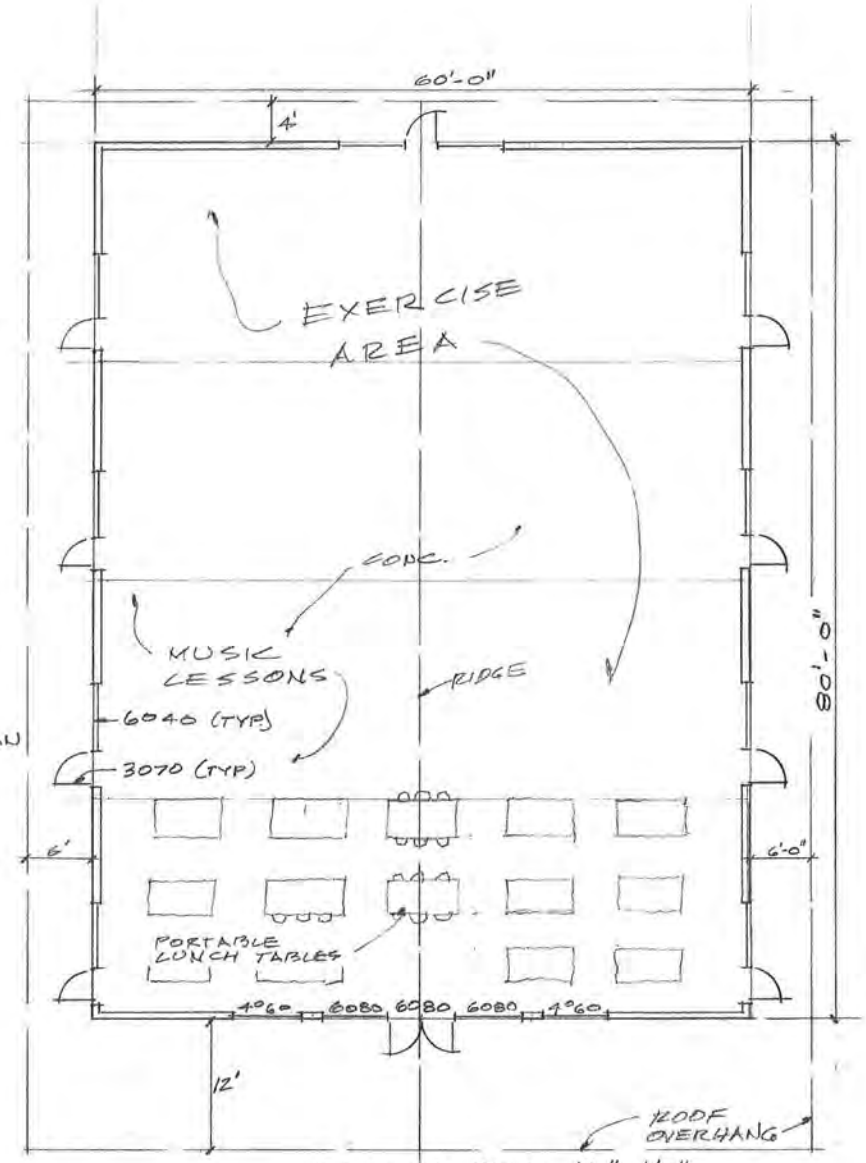 60'-0"
4'
EXERCISE
AREA
CONC.
MUSIC
LESSONS
RIDGE
6040 (TYP.)
80'-0"
3070 (TYP)
6'
6'-0"
PORTABLE
LUNCH TABLES
4⁰6⁰ 6080 6080 6080 4⁰6⁰
12'
ROOF
OVERHANG